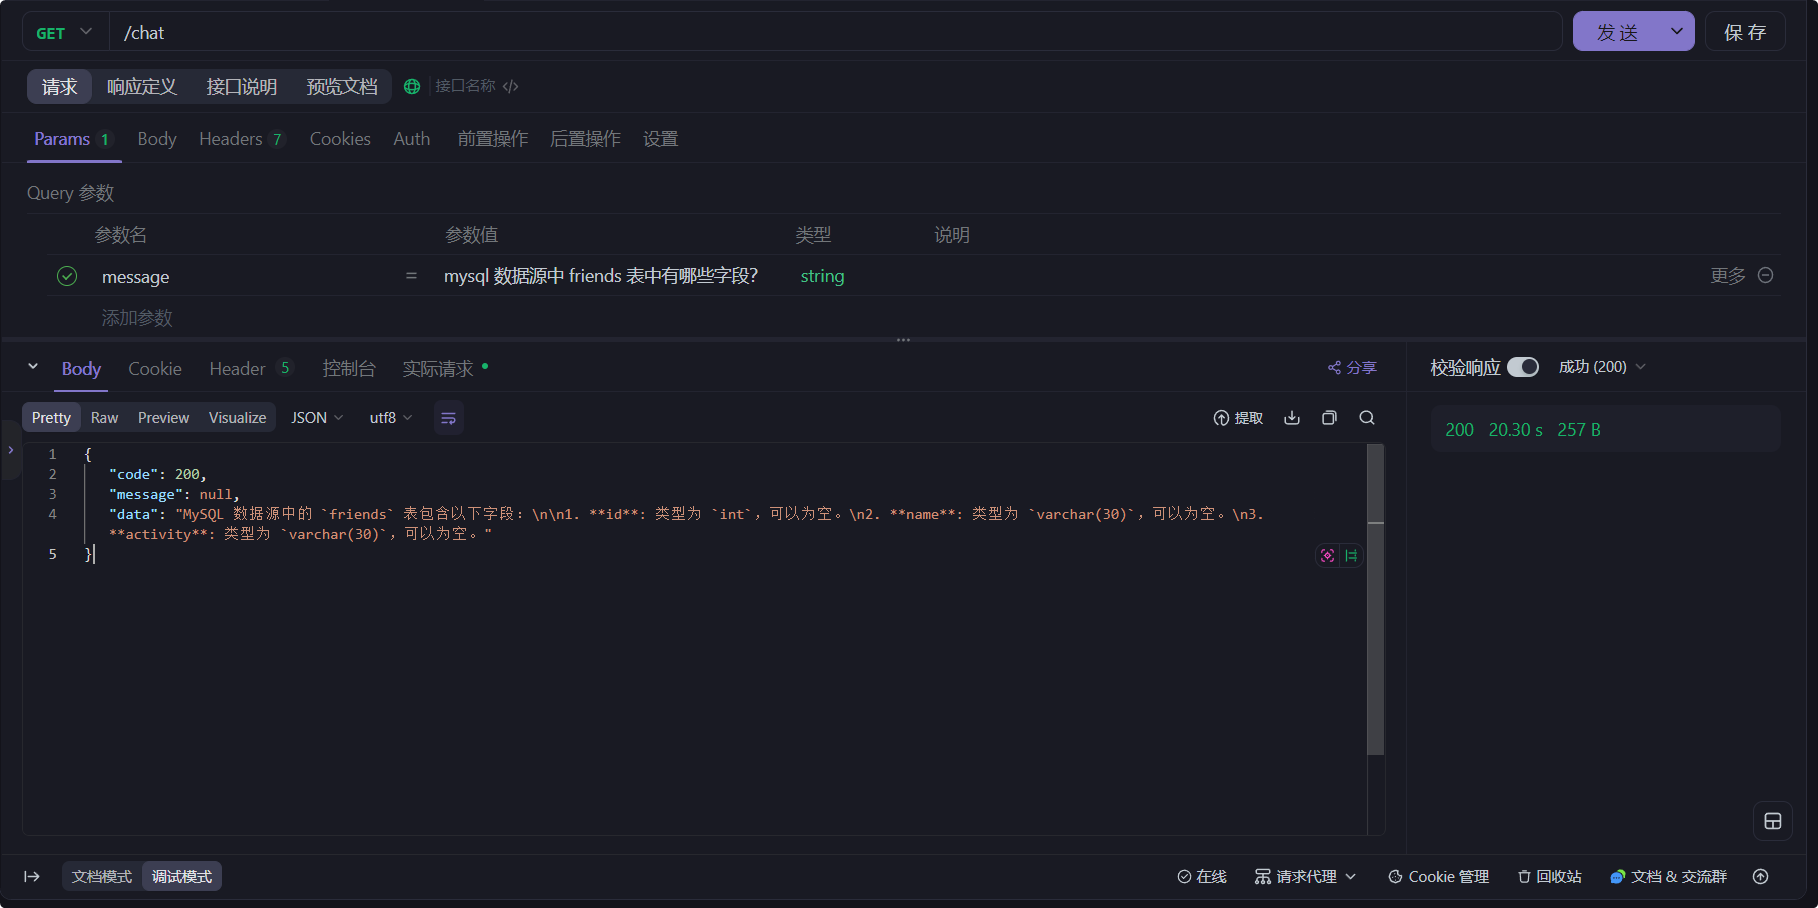 GET /chat 发送 保存
请求 响应定义 接口说明 预览文档 接口名称
Params 1 Body Headers 7 Cookies Auth 前置操作 后置操作 设置
Query 参数
参数名 参数值 类型 说明
message = mysql 数据源中 friends 表中有哪些字段? string 更多
添加参数
Body Cookie Header 5 控制台 实际请求 分享 校验响应 成功 (200)
Pretty Raw Preview Visualize JSON utf8 提取
200 20.30 s 257 B
1 {
2 "code": 200,
3 "message": null,
4 "data": "MySQL 数据源中的 `friends` 表包含以下字段：\n\n1. **id**: 类型为 `int`，可以为空。\n2. **name**: 类型为 `varchar(30)`，可以为空。\n3.
**activity**: 类型为 `varchar(30)`，可以为空。"
5 }
文档模式 调试模式 在线 请求代理 Cookie 管理 回收站 文档 & 交流群